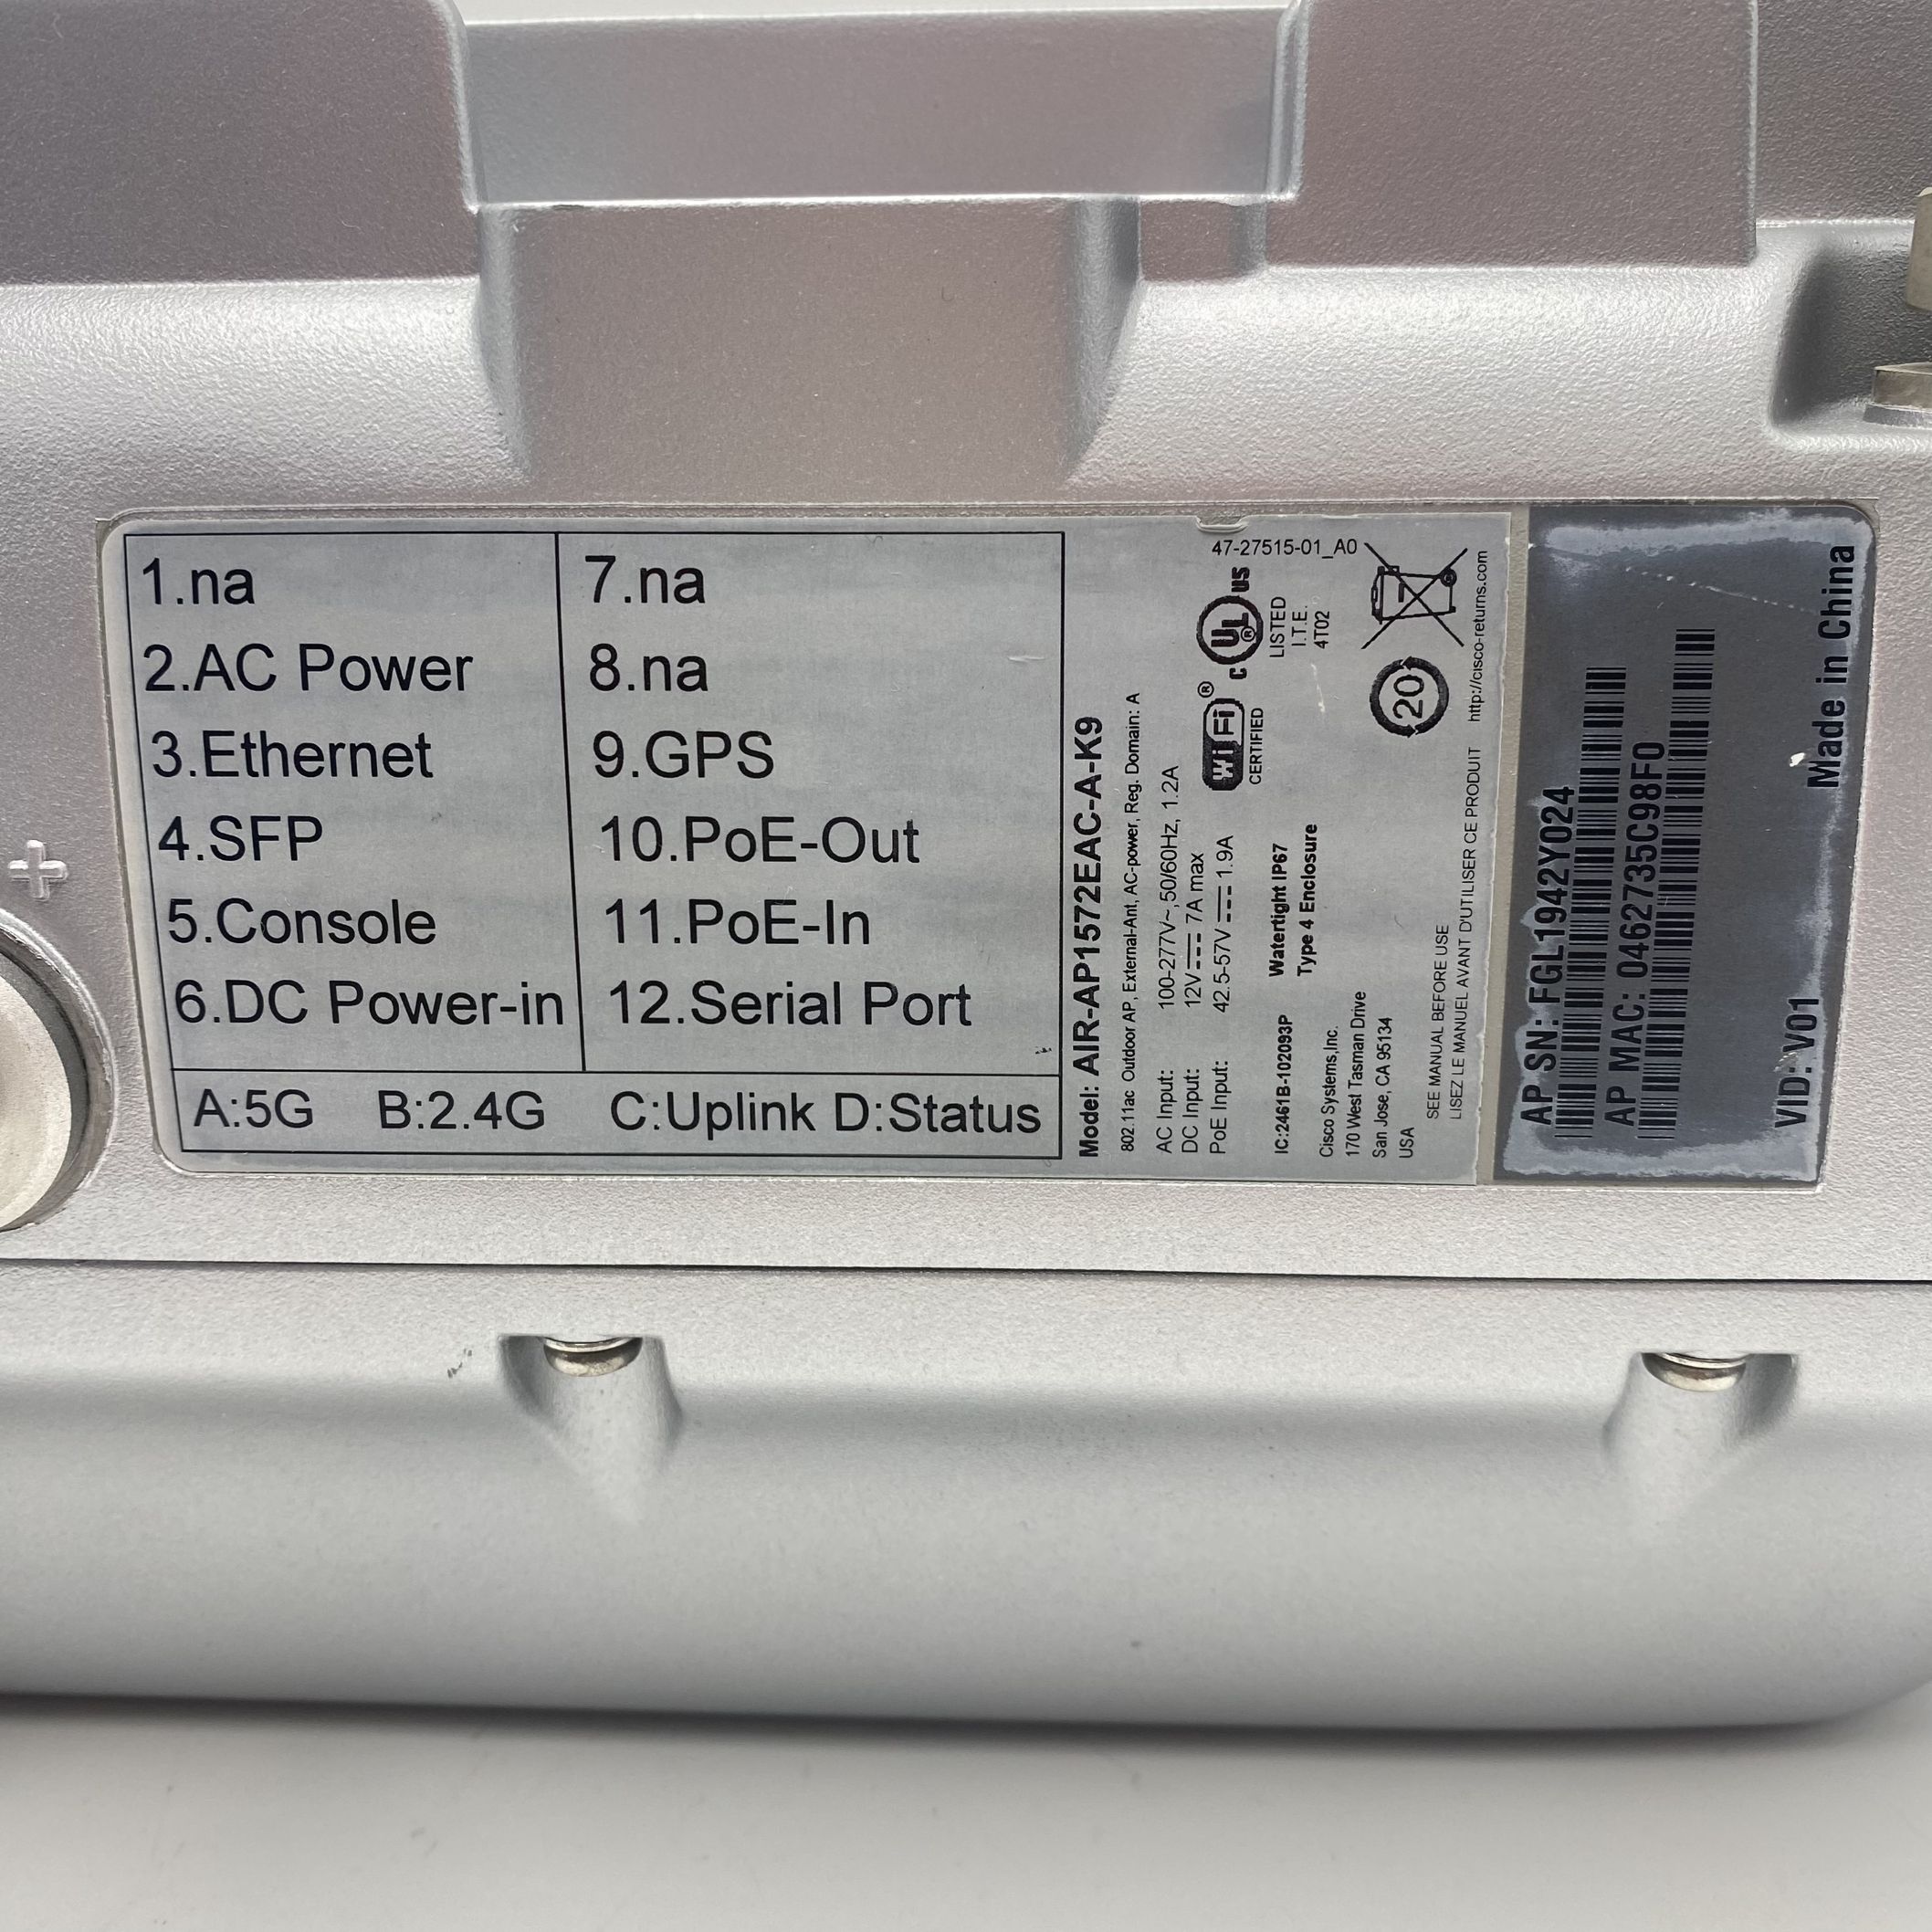 1.na
2.AC Power
3.Ethernet
4.SFP
5.Console
6.DC Power-in
7.na
8.na
9.GPS
10.PoE-Out
11.PoE-In
12.Serial Port
A:5G B:2.4G C:Uplink D:Status
Model: AIR-AP1572EAC-A-K9
802.11ac Outdoor AP, External-Ant, AC-power, Reg. Domain: A
AC Input: 100-277V~,50/60Hz, 1.2A
DC Input: 12V⎓ 7A max
PoE Input: 42.5-57V⎓ 1.9A
Wi Fi®
CERTIFIED
c UL® US
LISTED
I.T.E.
4T02
47-27515-01_A0
IC:2461B-102093P
Watertight IP67
Type 4 Enclosure
Cisco Systems,Inc.
170 West Tasman Drive
San Jose, CA 95134
USA
20
SEE MANUAL BEFORE USE
LISEZ LE MANUEL AVANT D'UTILISER CE PRODUIT
http://cisco-returns.com
AP SN: FGL1942Y024
AP MAC: 0462735C98F0
VID: V01
Made in China